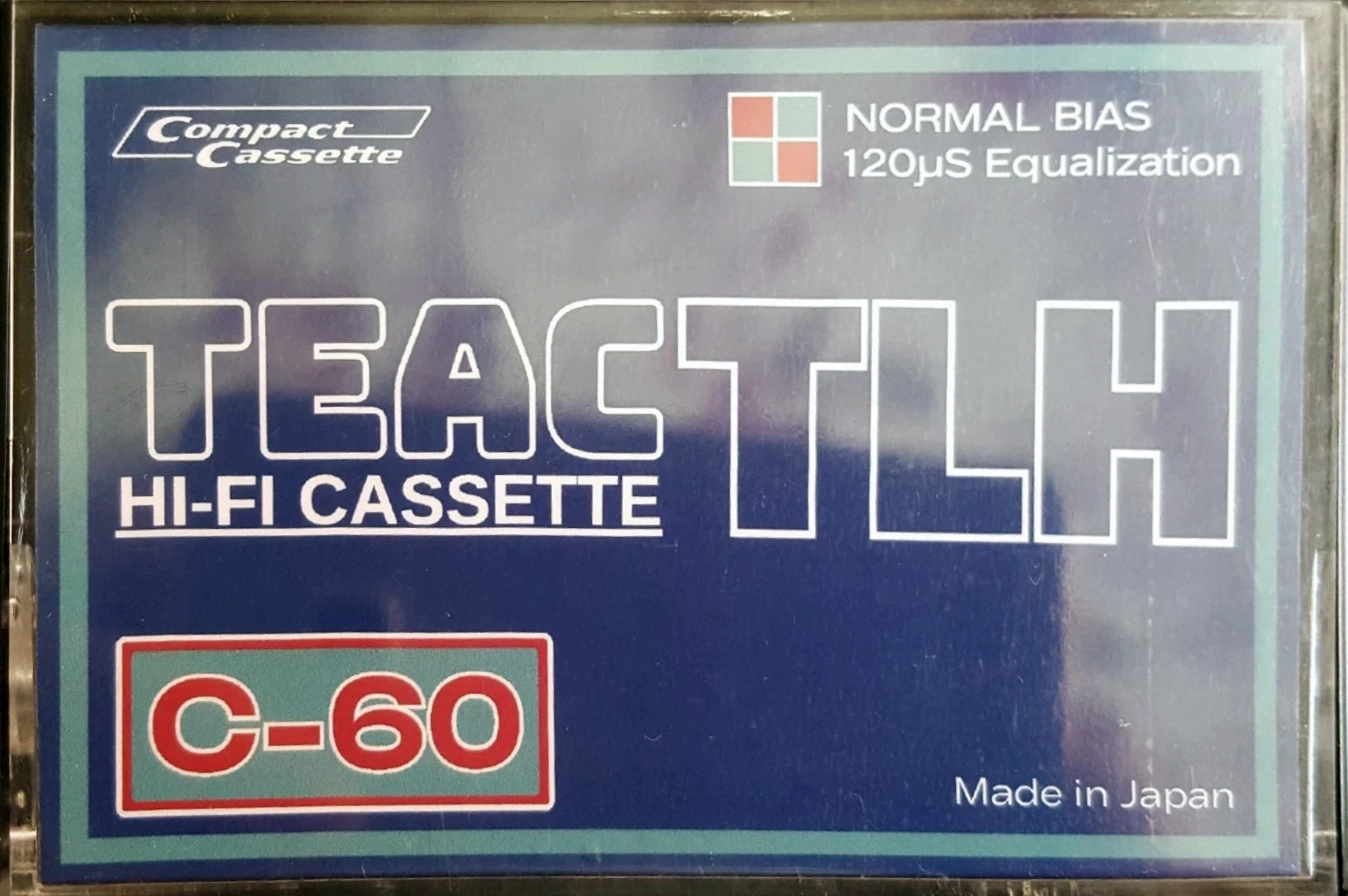 Compact
Cassette
NORMAL BIAS
120µS Equalization
TEAC TLH
HI-FI CASSETTE
C-60
Made in Japan